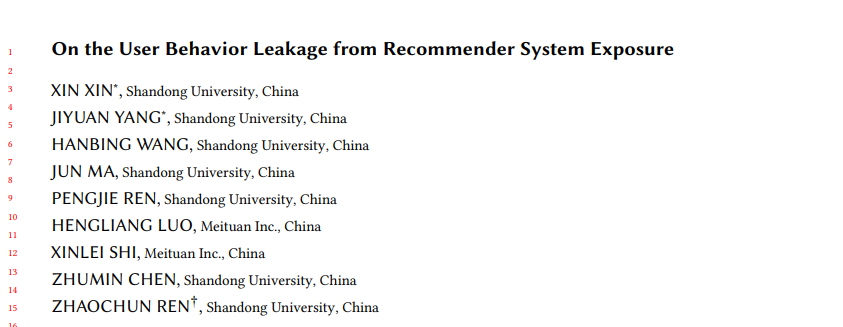 On the User Behavior Leakage from Recommender System Exposure
1
2
XIN XIN*, Shandong University, China
3
4
JIYUAN YANG*, Shandong University, China
5
HANBING WANG, Shandong University, China
6
7
JUN MA, Shandong University, China
8
PENGJIE REN, Shandong University, China
9
10
HENGLIANG LUO, Meituan Inc., China
11
XINLEI SHI, Meituan Inc., China
12
13
ZHUMIN CHEN, Shandong University, China
14
ZHAOCHUN REN†, Shandong University, China
15
16